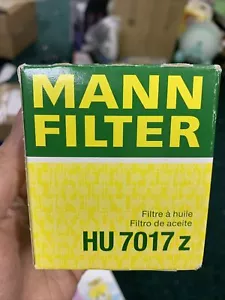 MANN
FILTER
Filtre à huile
Filtro de aceite
HU 7017 z